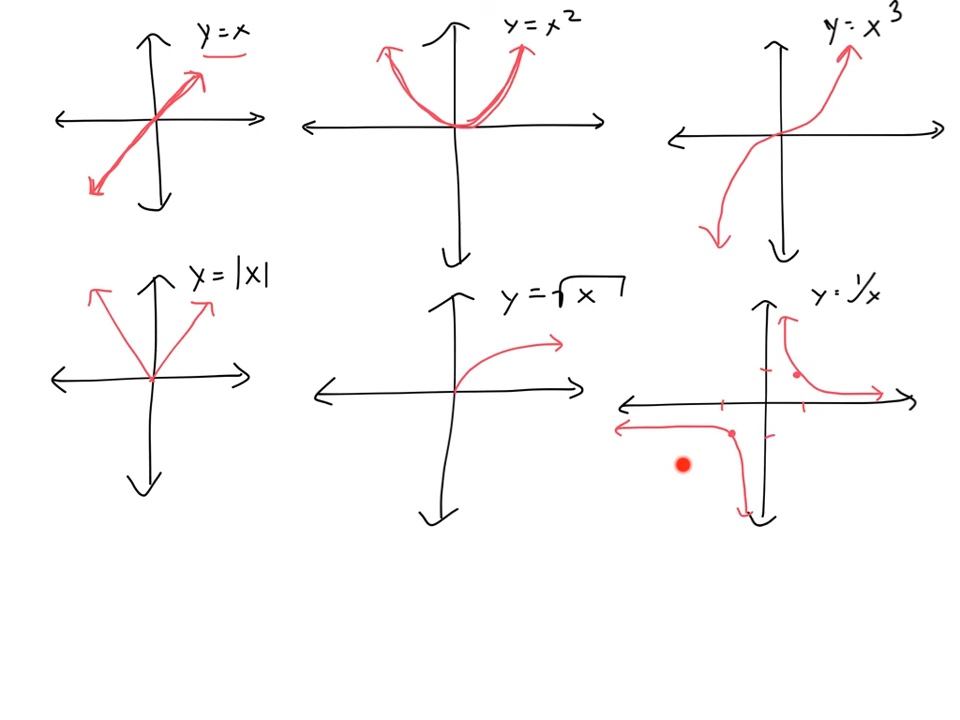 y = x
y = x²
y = x³
y = |x|
y = √x
y = 1/x